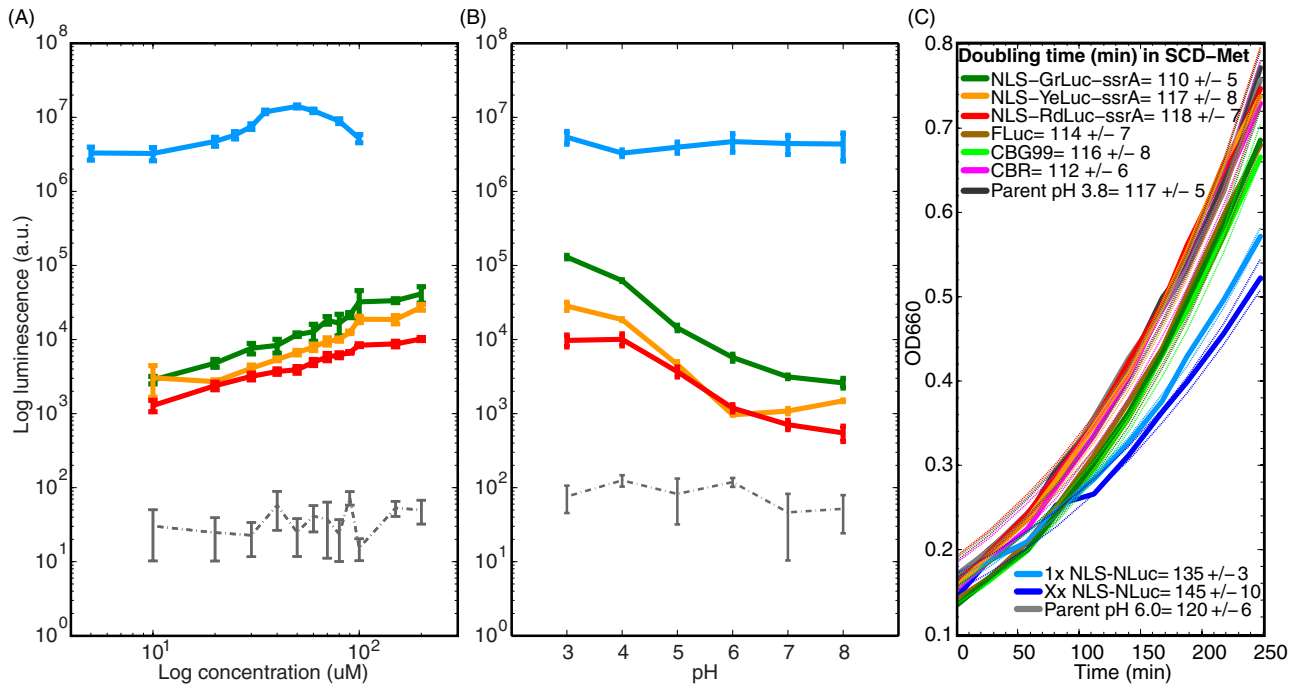 (A)
(B)
(C)
Log luminescence (a.u.)
10^8
10^7
10^6
10^5
10^4
10^3
10^2
10^1
10^0
10^1
10^2
Log concentration (uM)
10^8
10^7
10^6
10^5
10^4
10^3
10^2
10^1
10^0
3 4 5 6 7 8
pH
OD660
0.8
0.7
0.6
0.5
0.4
0.3
0.2
0.1
Doubling time (min) in SCD−Met
NLS−GrLuc−ssrA= 110 +/− 5
NLS−YeLuc−ssrA= 117 +/− 8
NLS−RdLuc−ssrA= 118 +/− 7
FLuc= 114 +/− 7
CBG99= 116 +/− 8
CBR= 112 +/− 6
Parent pH 3.8= 117 +/− 5
1x NLS-NLuc= 135 +/− 3
Xx NLS-NLuc= 145 +/− 10
Parent pH 6.0= 120 +/− 6
0 50 100 150 200 250
Time (min)